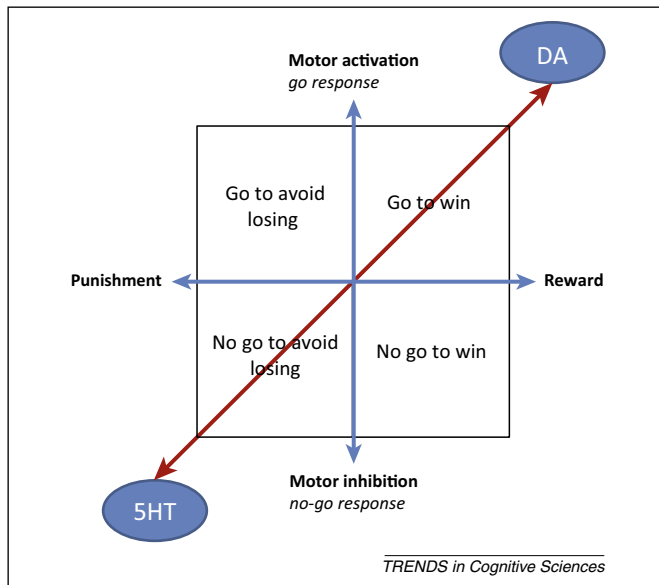 DA
Motor activation
go response
Go to avoid
losing
Go to win
Punishment
Reward
No go to avoid
losing
No go to win
Motor inhibition
no-go response
5HT
TRENDS in Cognitive Sciences